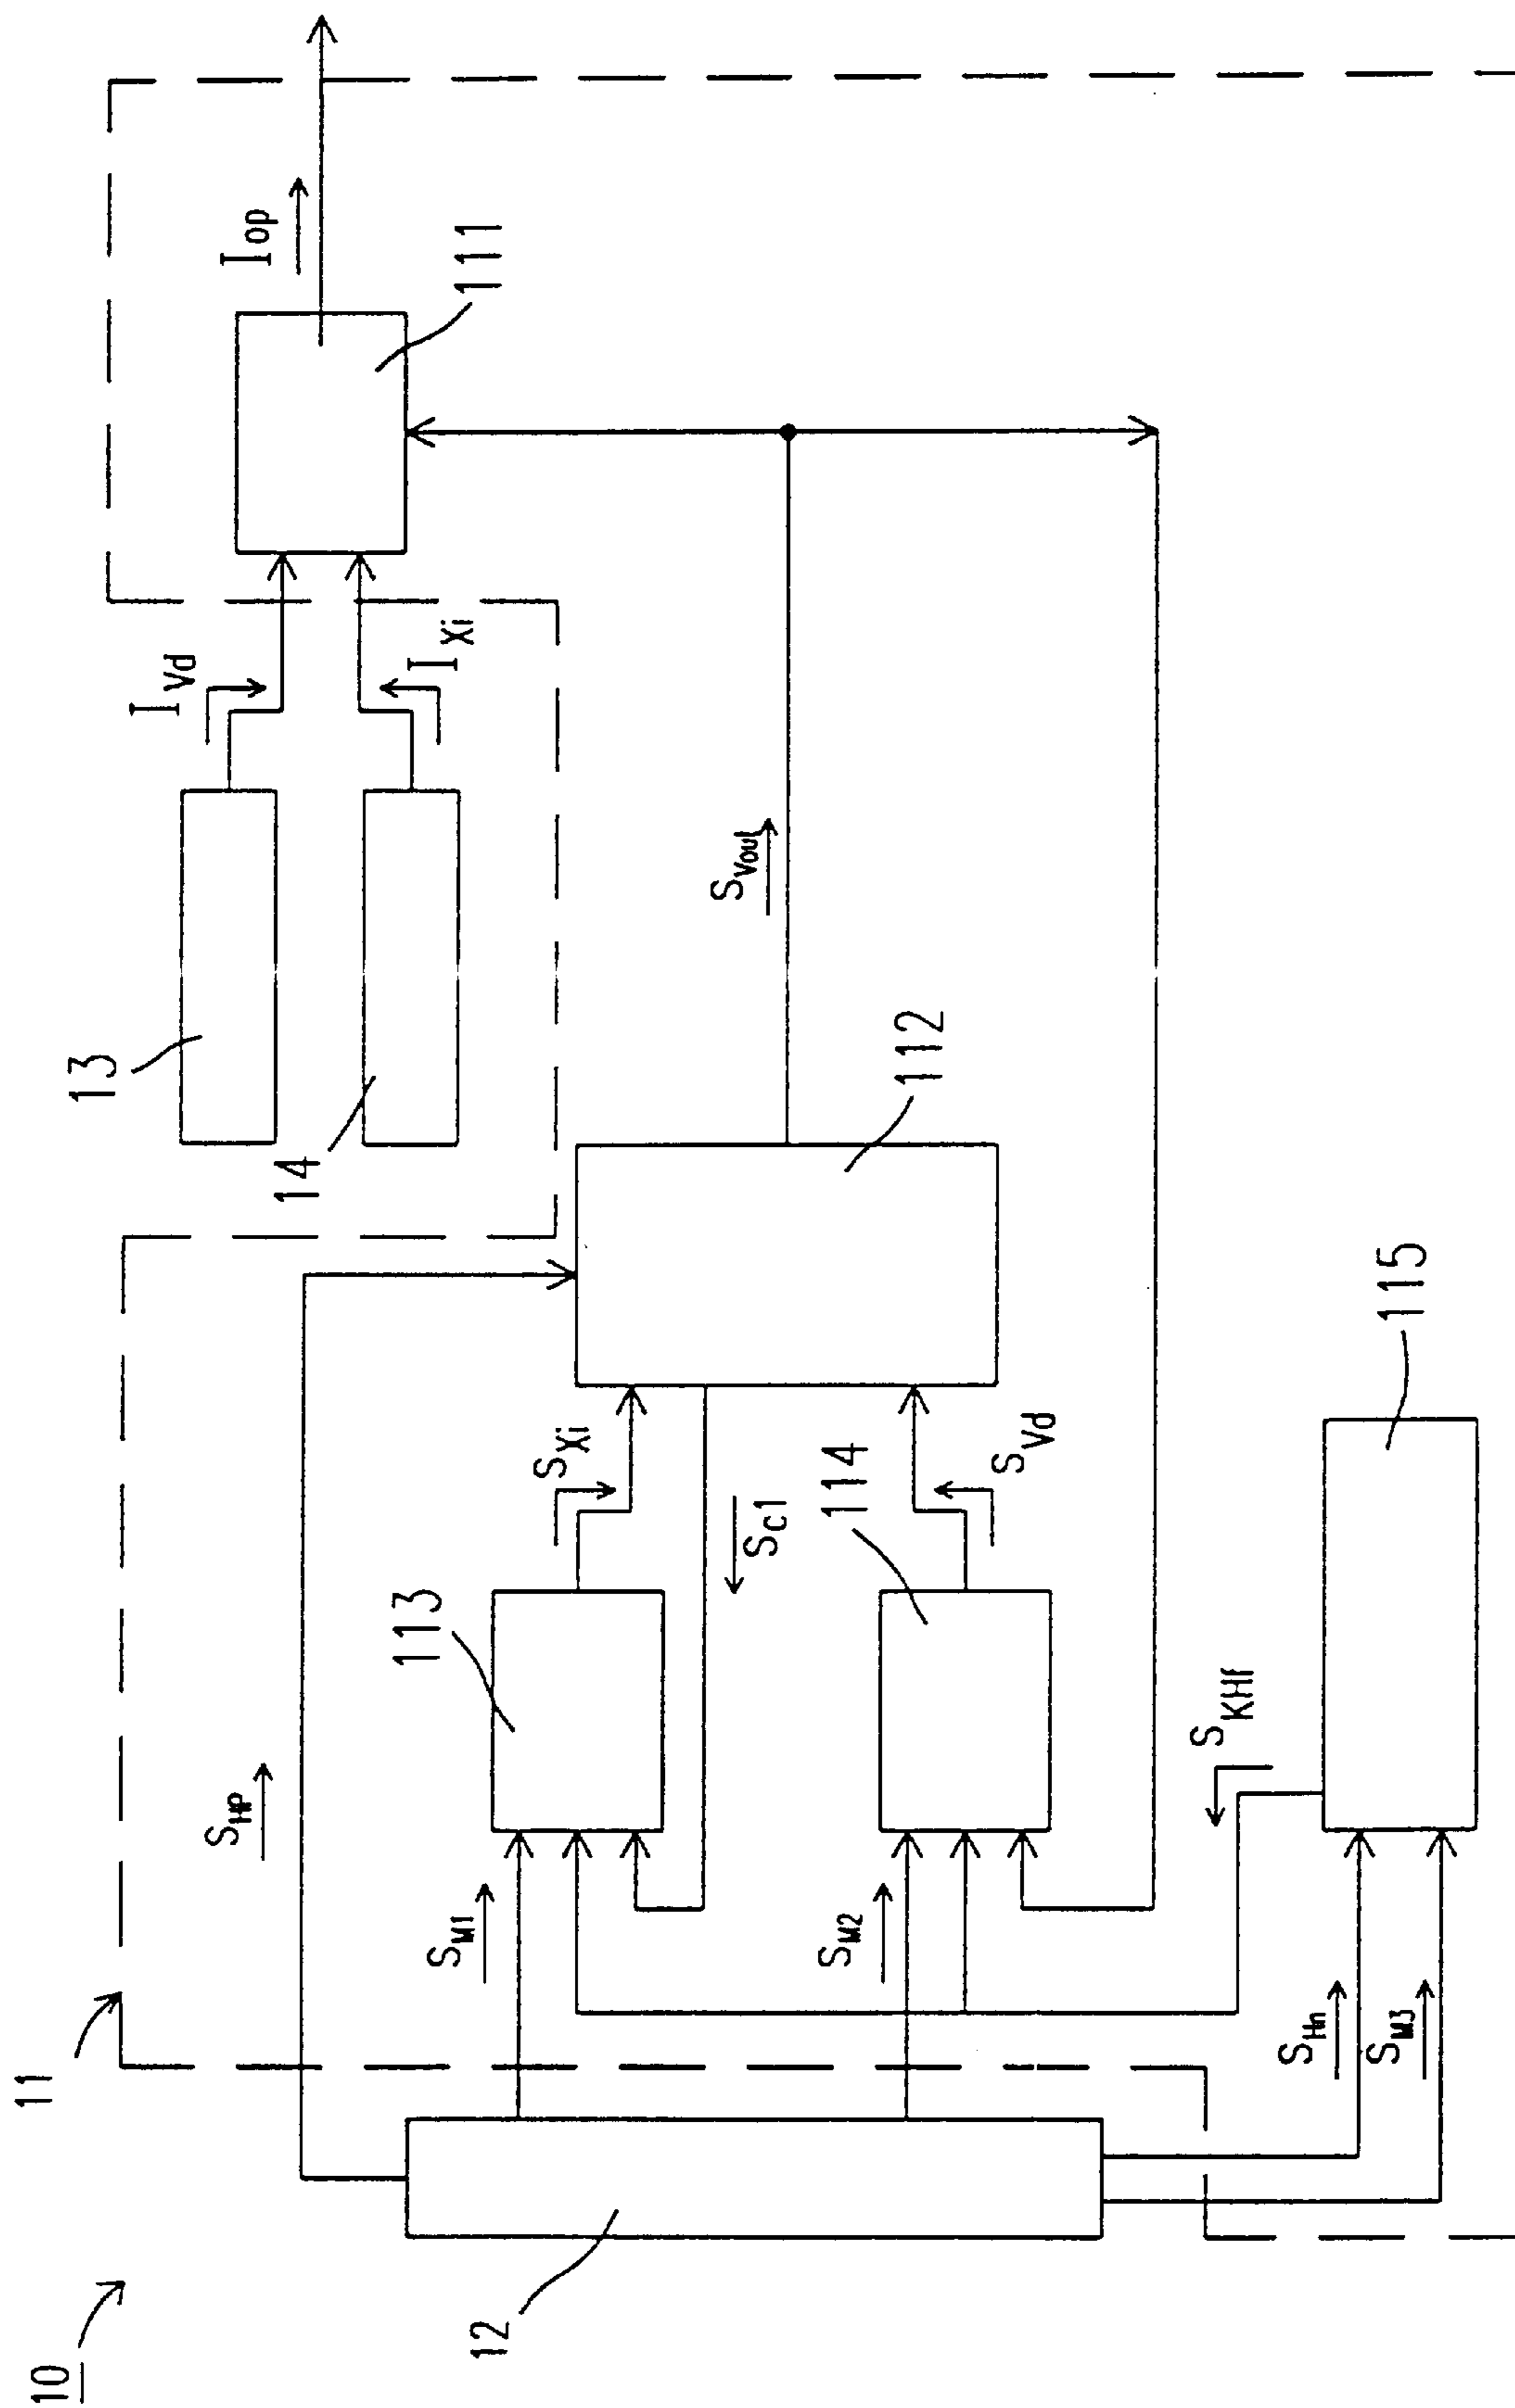 10
11
12
S_HP
S_M1
S_M2
S_Hn
S_M3
113
114
S_KHf
115
S_Xi
S_c1
S_Vd
112
13
14
S_Vout
I_Vd
I_Xi
111
I_op